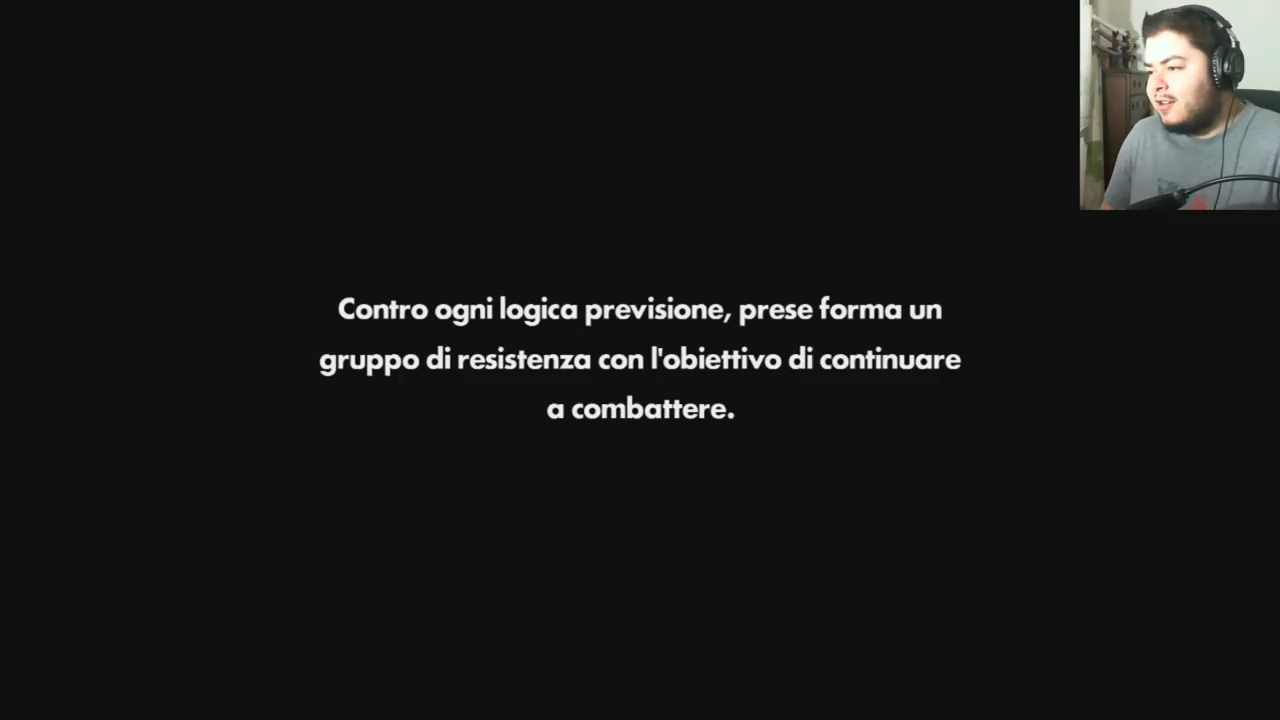 Contro ogni logica previsione, prese forma un
gruppo di resistenza con l'obiettivo di continuare
a combattere.